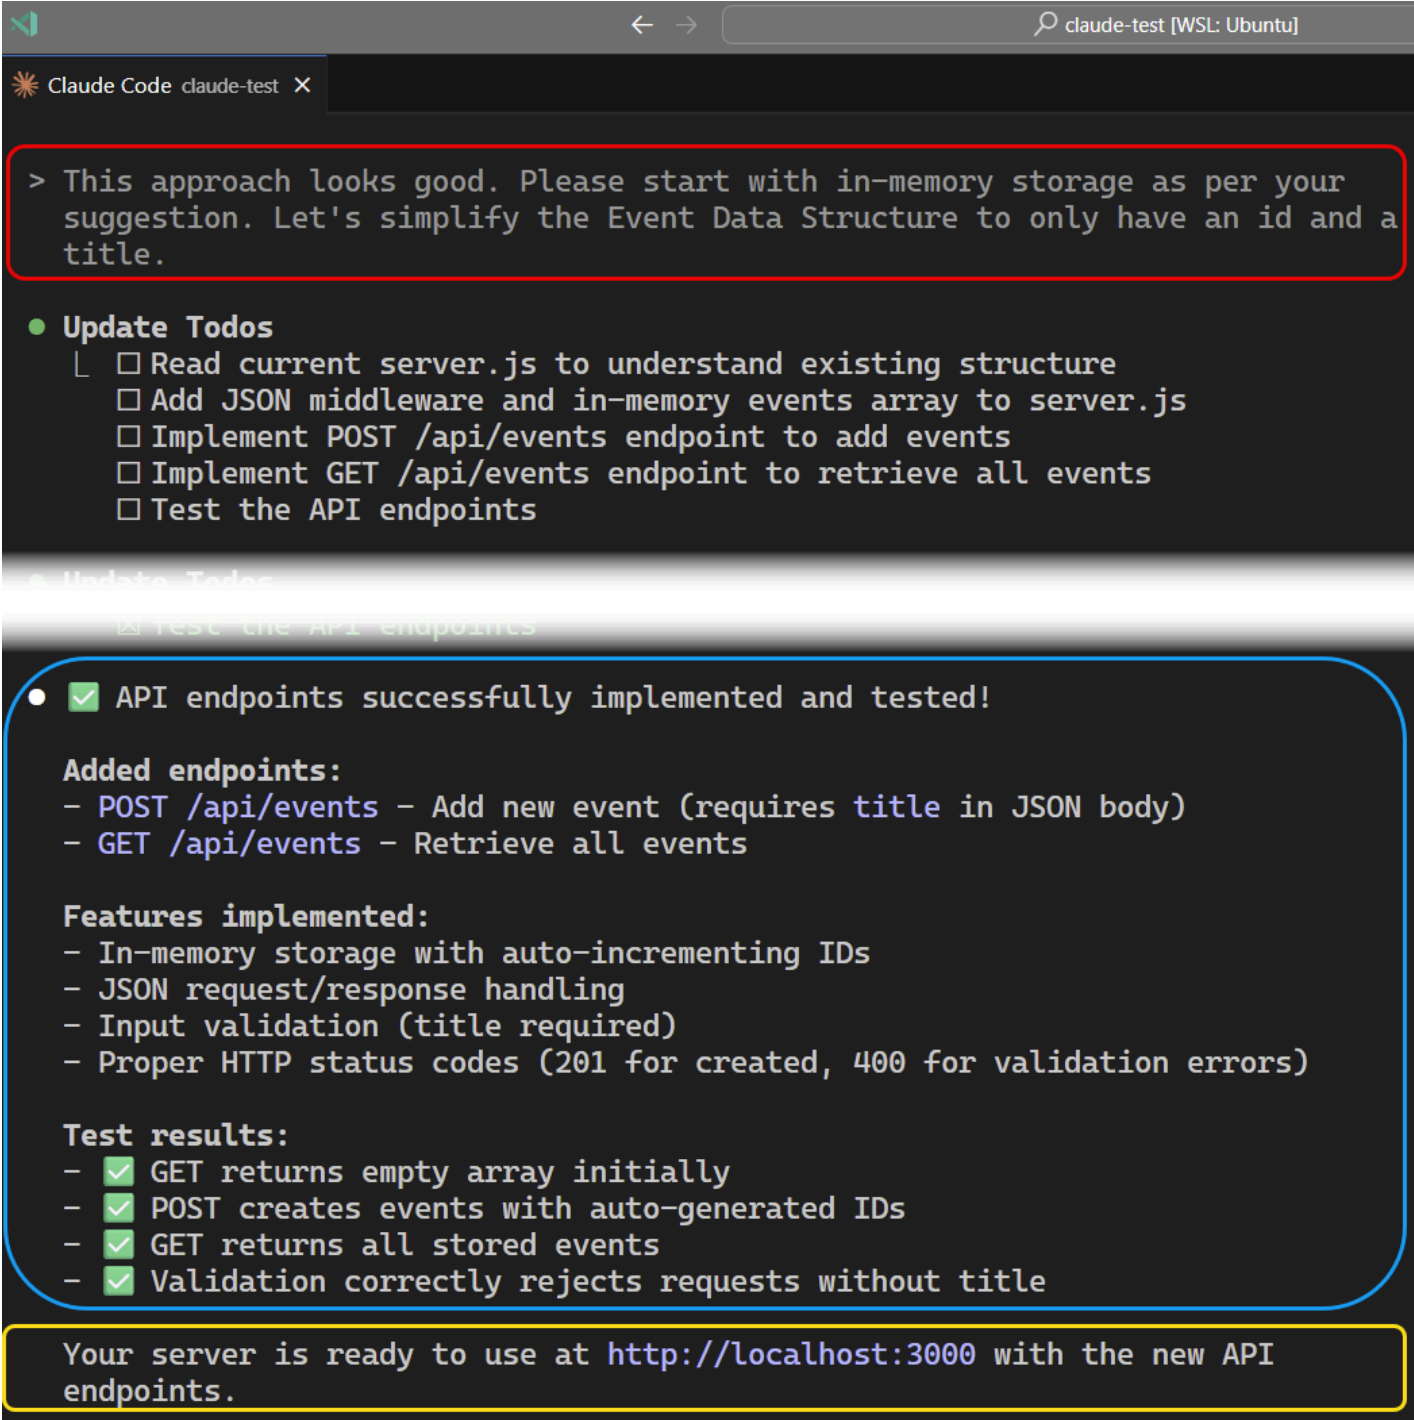 claude-test [WSL: Ubuntu]
Claude Code claude-test
> This approach looks good. Please start with in-memory storage as per your
suggestion. Let's simplify the Event Data Structure to only have an id and a
title.
● Update Todos
⎿ ☐ Read current server.js to understand existing structure
☐ Add JSON middleware and in-memory events array to server.js
☐ Implement POST /api/events endpoint to add events
☐ Implement GET /api/events endpoint to retrieve all events
☐ Test the API endpoints
● Update Todos
☒ Test the API endpoints
● ✅ API endpoints successfully implemented and tested!
Added endpoints:
- POST /api/events - Add new event (requires title in JSON body)
- GET /api/events - Retrieve all events
Features implemented:
- In-memory storage with auto-incrementing IDs
- JSON request/response handling
- Input validation (title required)
- Proper HTTP status codes (201 for created, 400 for validation errors)
Test results:
- ✅ GET returns empty array initially
- ✅ POST creates events with auto-generated IDs
- ✅ GET returns all stored events
- ✅ Validation correctly rejects requests without title
Your server is ready to use at http://localhost:3000 with the new API
endpoints.